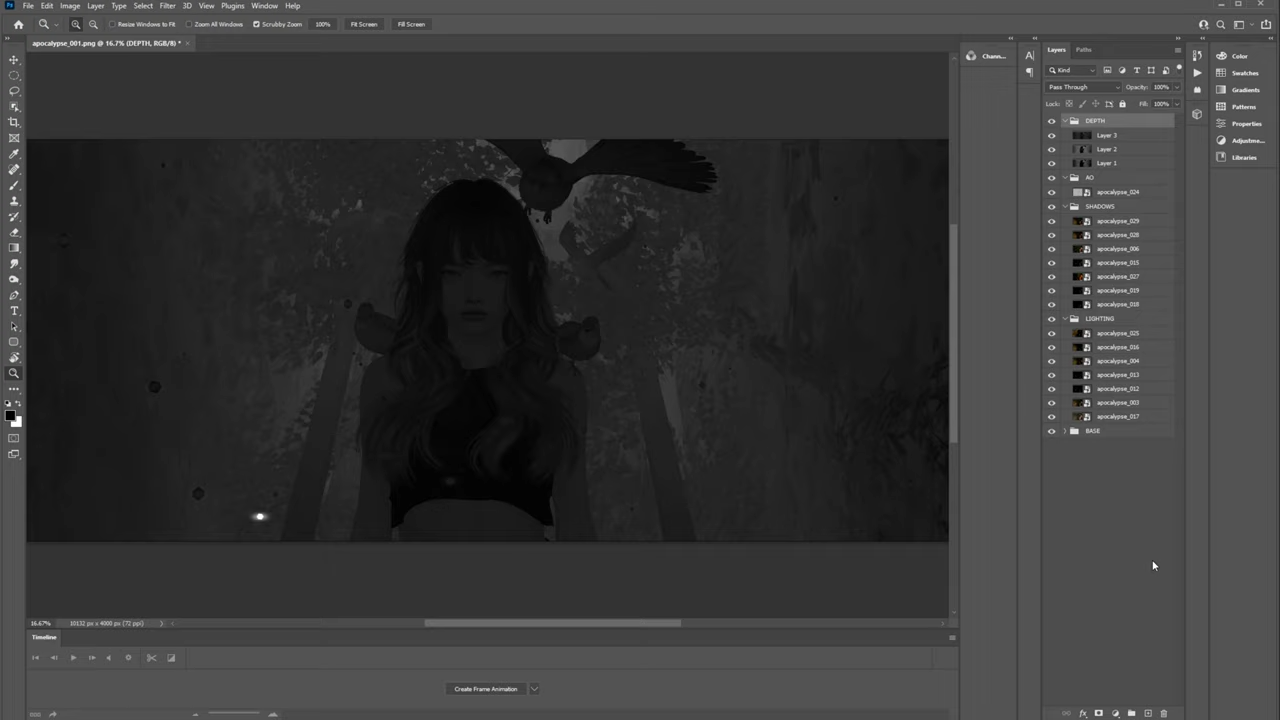 Ps File Edit Image Layer Type Select Filter 3D View Plugins Window Help
Resize Windows to Fit Zoom All Windows Scrubby Zoom 100% Fit Screen Fill Screen
apocalypse_001.png @ 16.7% (DEPTH, RGB/8) *
Chann...
Layers Paths
Kind
Pass Through Opacity: 100%
Lock: Fill: 100%
DEPTH
Layer 3
Layer 2
Layer 1
AO
apocalypse_024
SHADOWS
apocalypse_029
apocalypse_028
apocalypse_006
apocalypse_015
apocalypse_027
apocalypse_019
apocalypse_018
LIGHTING
apocalypse_025
apocalypse_016
apocalypse_004
apocalypse_013
apocalypse_012
apocalypse_003
apocalypse_017
BASE
Color
Swatches
Gradients
Patterns
Properties
Adjustme...
Libraries
16.67% 10132 px x 4000 px (72 ppi)
Timeline
Create Frame Animation
fx